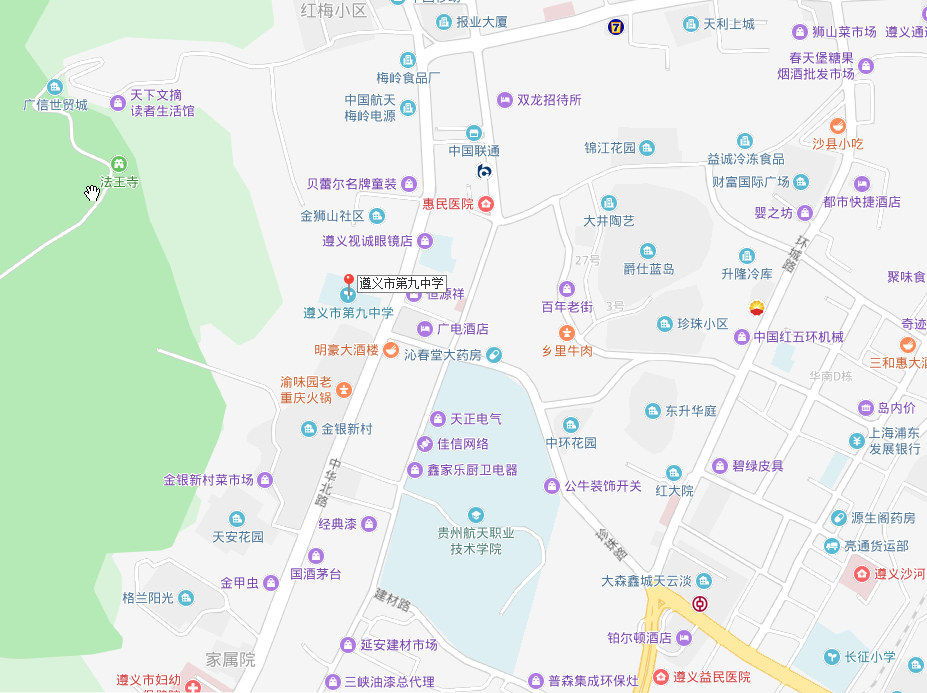 红梅小区
报业大厦
7
天利上城
狮山菜市场
遵义通
春天堡糖果
烟酒批发市场
梅岭食品厂
广信世贸城
天下文摘
读者生活馆
中国航天
梅岭电源
双龙招待所
沙县小吃
中国联通
锦江花园
益诚冷冻食品
法王寺
贝蕾尔名牌童装
财富国际广场
惠民医院
都市快捷酒店
金狮山社区
大井陶艺
婴之坊
遵义视诚眼镜店
环城路
27号
爵仕蓝岛
升隆冷库
聚味食
遵义市第九中学
恒源祥
百年老街
3号
遵义市第九中学
广电酒店
珍珠小区
奇迹
中国红五环机械
明豪大酒楼
沁春堂大药房
乡里牛肉
三和惠大酒
华南D栋
渝味园老
重庆火锅
天正电气
东升华庭
岛内价
金银新村
佳信网络
中环花园
上海浦东
发展银行
鑫家乐厨卫电器
碧绿皮具
中华北路
金银新村菜市场
公牛装饰开关
红大院
经典漆
源生阁药房
天安花园
贵州航天职业
技术学院
珍珠路
亮通货运部
国酒茅台
遵义沙河
金甲虫
大森鑫城天云淡
格兰阳光
建材路
铂尔顿酒店
延安建材市场
长征小学
家属院
遵义市妇幼
三峡油漆总代理
普森集成环保灶
遵义益民医院